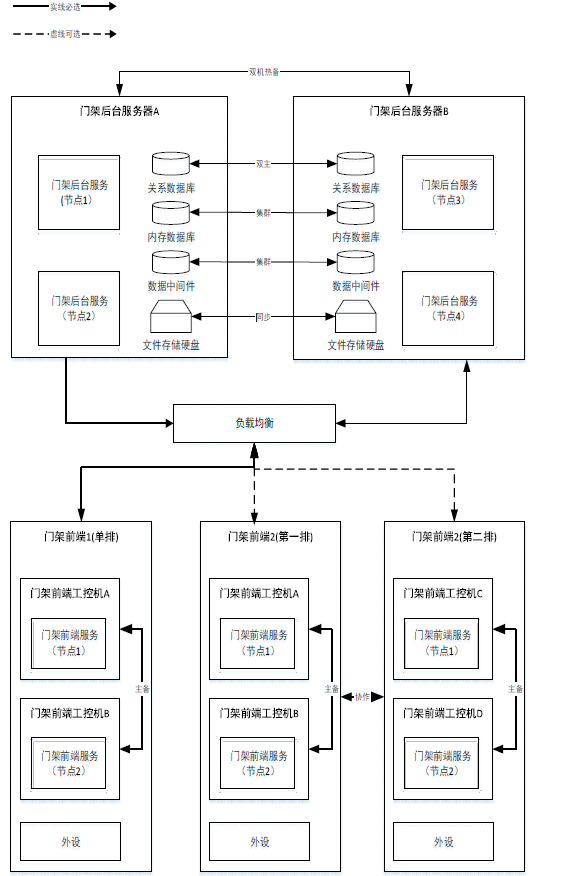 实线必选
虚线可选
双机热备
门架后台服务器A
门架后台服务
(节点1）
关系数据库
内存数据库
数据中间件
门架后台服务
（节点2）
文件存储硬盘
双主
集群
集群
同步
门架后台服务器B
关系数据库
门架后台服务
（节点3）
内存数据库
数据中间件
门架后台服务
（节点4）
文件存储硬盘
负载均衡
门架前端1(单排)
门架前端工控机A
门架前端服务
（节点1）
主备
门架前端工控机B
门架前端服务
（节点2）
外设
门架前端2(第一排)
门架前端工控机A
门架前端服务
（节点1）
主备
门架前端工控机B
门架前端服务
（节点2）
外设
协作
门架前端2(第二排)
门架前端工控机C
门架前端服务
（节点1）
主备
门架前端工控机D
门架前端服务
（节点2）
外设